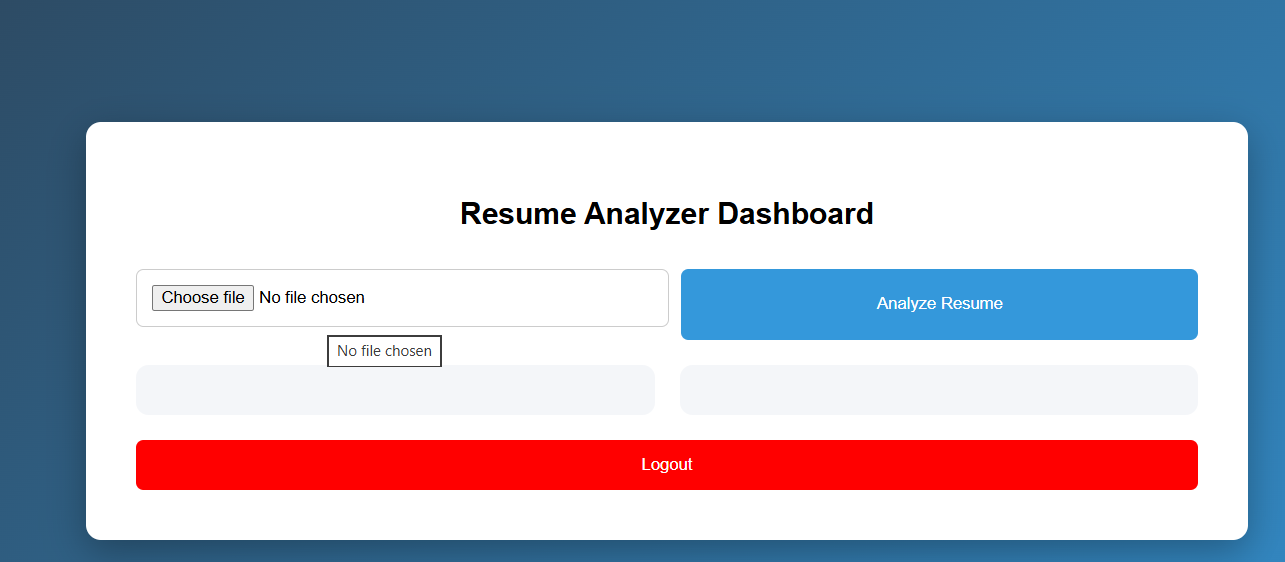 Resume Analyzer Dashboard
Choose file No file chosen
Analyze Resume
No file chosen
Logout